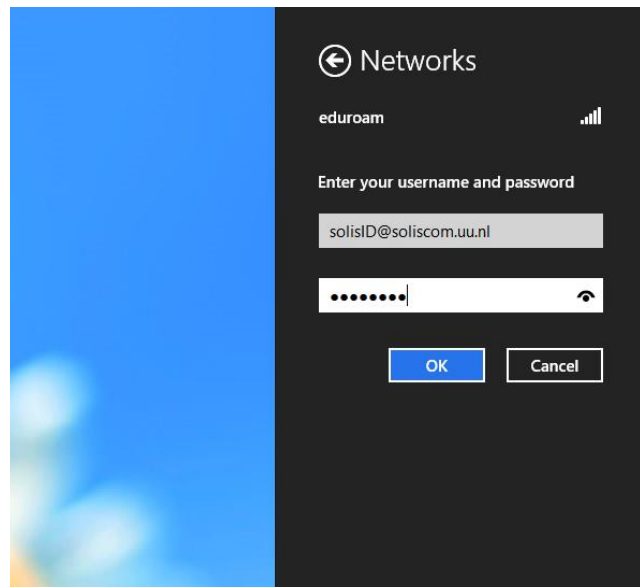 Networks
eduroam
Enter your username and password
solisID@soliscom.uu.nl
••••••••
OK Cancel